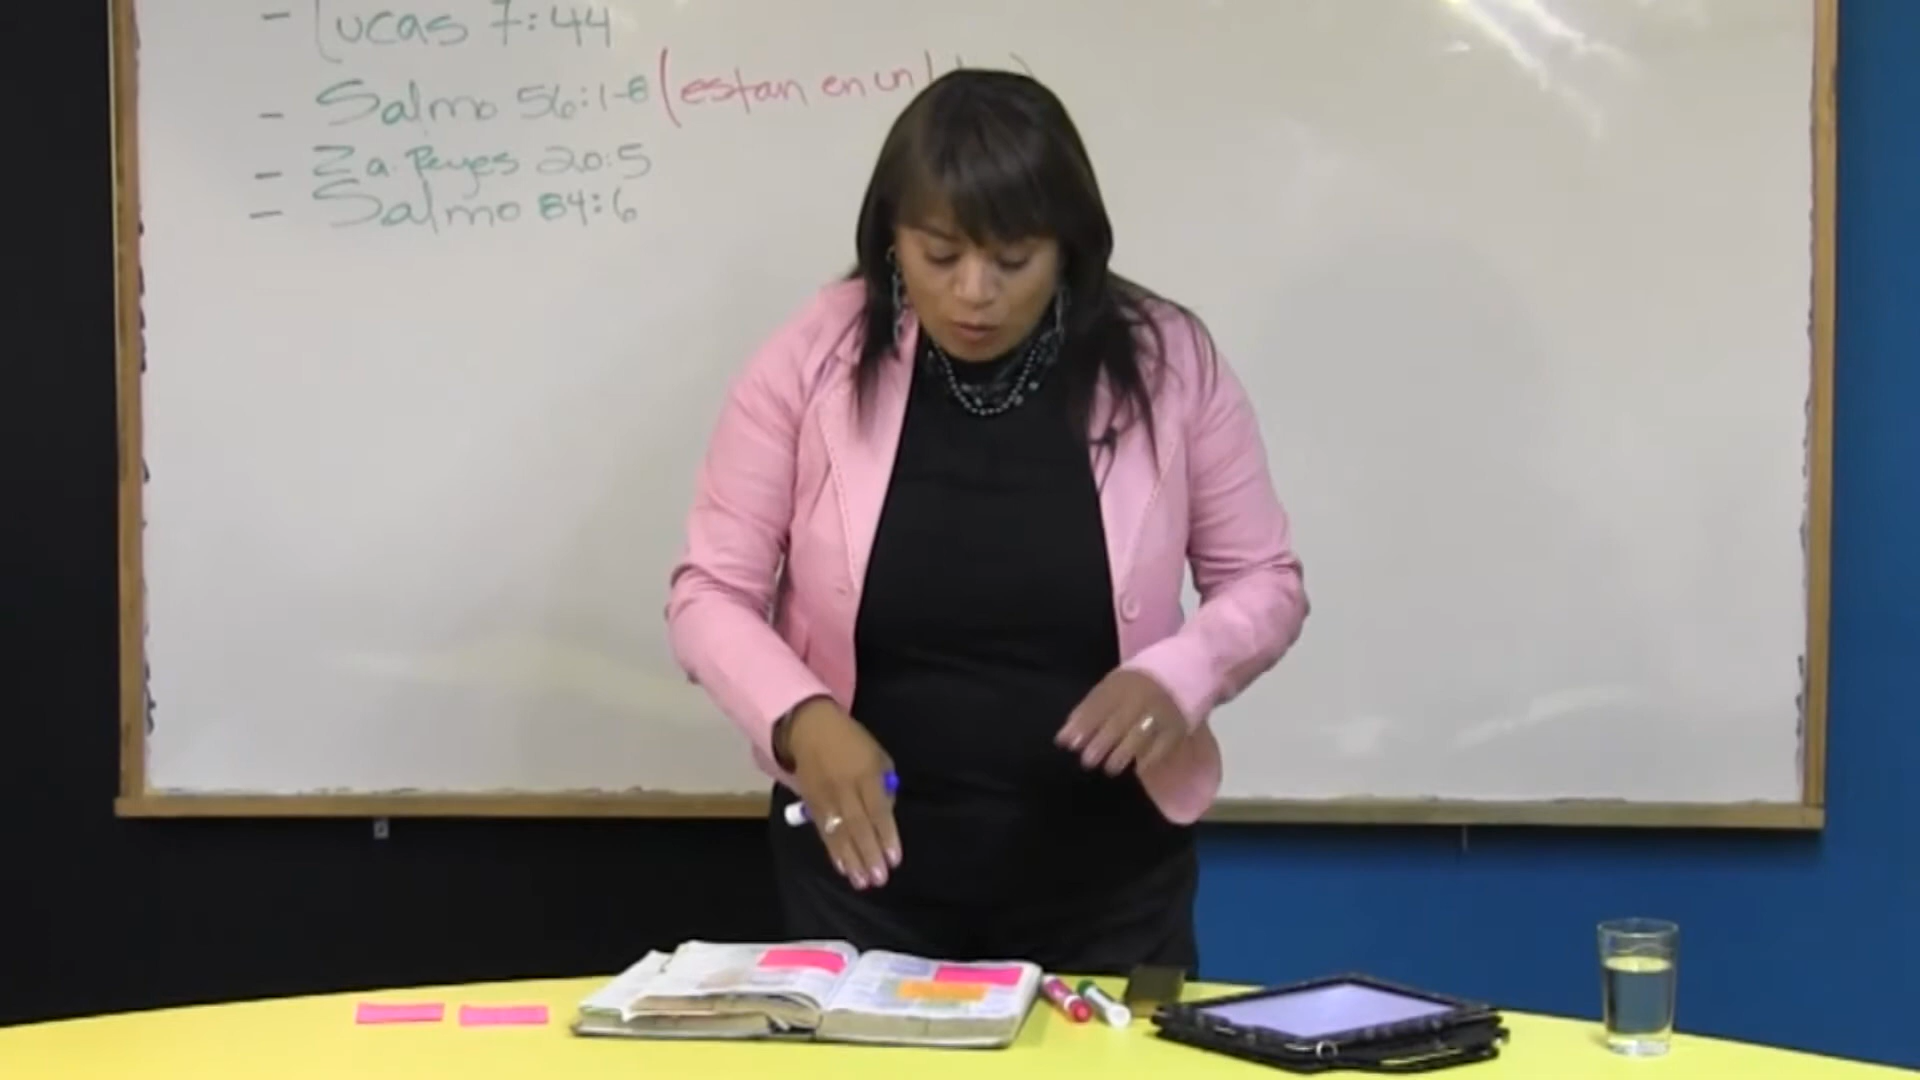 - Lucas 7:44
- Salmo 56:1-8 (estan en un
- 2a. Reyes 20:5
- Salmo 84:6